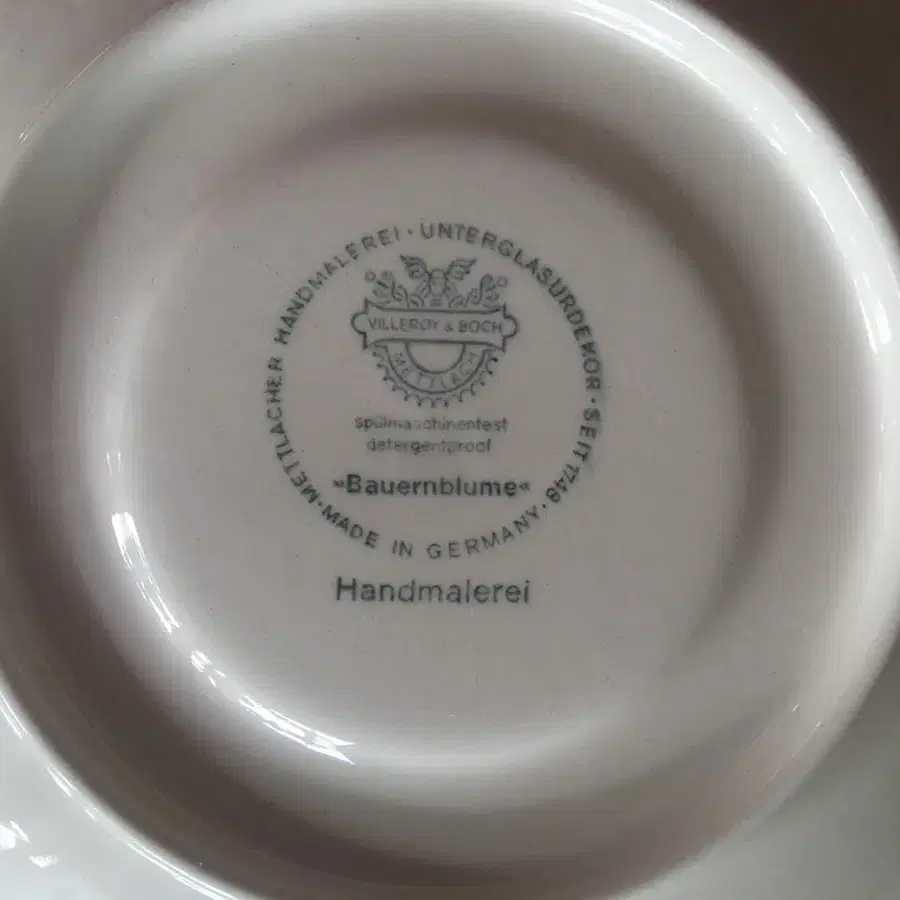 METTLACHER HANDMALEREI · UNTERGLASURDEKOR · SEIT 1748 · MADE IN GERMANY ·
VILLEROY & BOCH
METTLACH
spülmaschinenfest
detergentproof
»Bauernblume«
Handmalerei